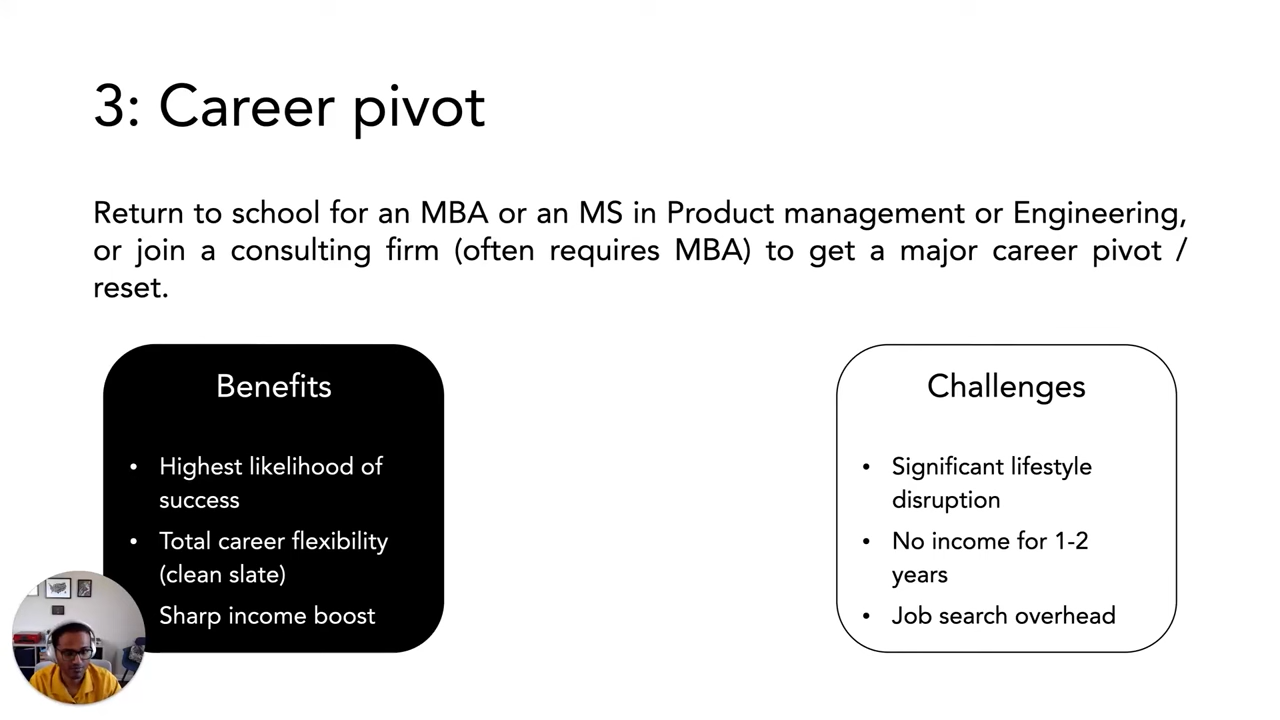 3: Career pivot
Return to school for an MBA or an MS in Product management or Engineering,
or join a consulting firm (often requires MBA) to get a major career pivot /
reset.
Benefits
• Highest likelihood of
success
• Total career flexibility
(clean slate)
Sharp income boost
Challenges
• Significant lifestyle
disruption
• No income for 1-2
years
• Job search overhead